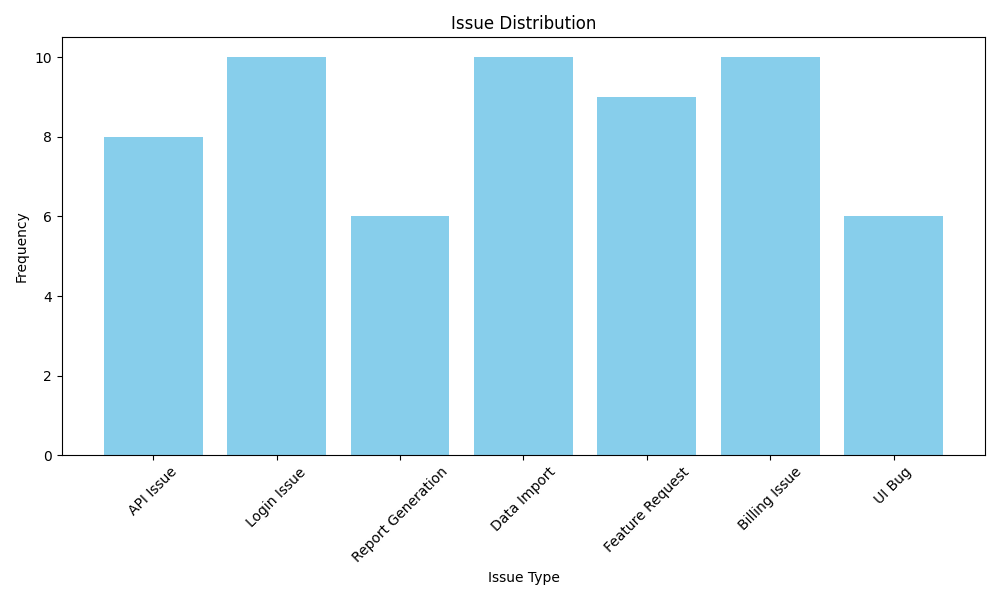 Issue Distribution
Frequency
10
8
6
4
2
0
API Issue
Login Issue
Report Generation
Data Import
Feature Request
Billing Issue
UI Bug
Issue Type